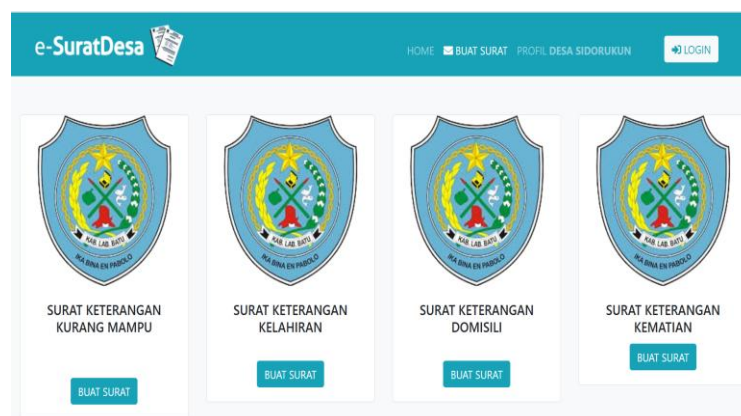 e-SuratDesa
HOME BUAT SURAT PROFIL DESA SIDORUKUN LOGIN
KAB. LAB. BATU
IKA BINA EN PABOLO
SURAT KETERANGAN
KURANG MAMPU
BUAT SURAT
KAB. LAB. BATU
IKA BINA EN PABOLO
SURAT KETERANGAN
KELAHIRAN
BUAT SURAT
KAB. LAB. BATU
IKA BINA EN PABOLO
SURAT KETERANGAN
DOMISILI
BUAT SURAT
KAB. LAB. BATU
IKA BINA EN PABOLO
SURAT KETERANGAN
KEMATIAN
BUAT SURAT